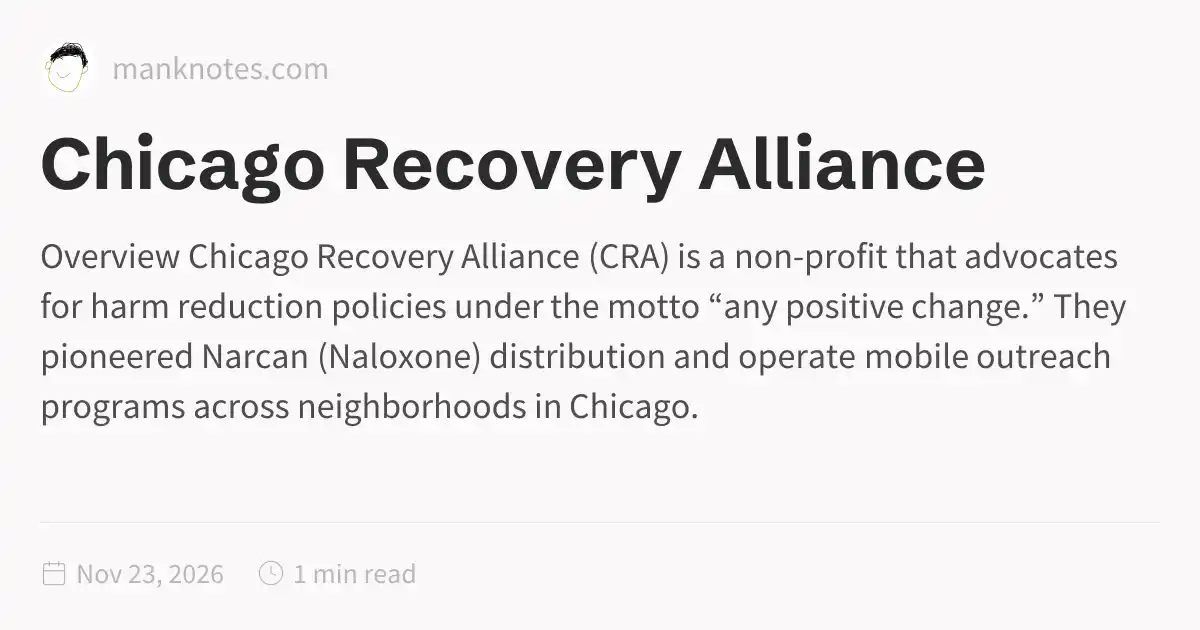 manknotes.com
Chicago Recovery Alliance
Overview Chicago Recovery Alliance (CRA) is a non-profit that advocates
for harm reduction policies under the motto “any positive change.” They
pioneered Narcan (Naloxone) distribution and operate mobile outreach
programs across neighborhoods in Chicago.
Nov 23, 2026 1 min read